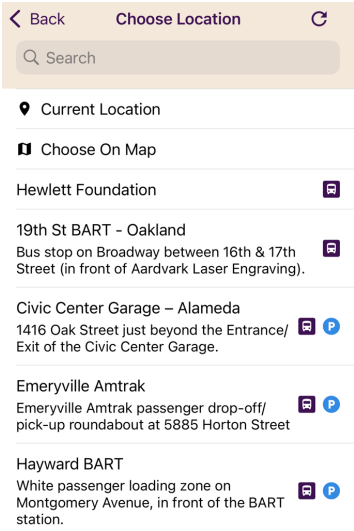 Back
Choose Location
Search
Current Location
Choose On Map
Hewlett Foundation
19th St BART - Oakland
Bus stop on Broadway between 16th & 17th
Street (in front of Aardvark Laser Engraving).
Civic Center Garage – Alameda
1416 Oak Street just beyond the Entrance/
Exit of the Civic Center Garage.
P
Emeryville Amtrak
Emeryville Amtrak passenger drop-off/
pick-up roundabout at 5885 Horton Street
P
Hayward BART
White passenger loading zone on
Montgomery Avenue, in front of the BART
station.
P